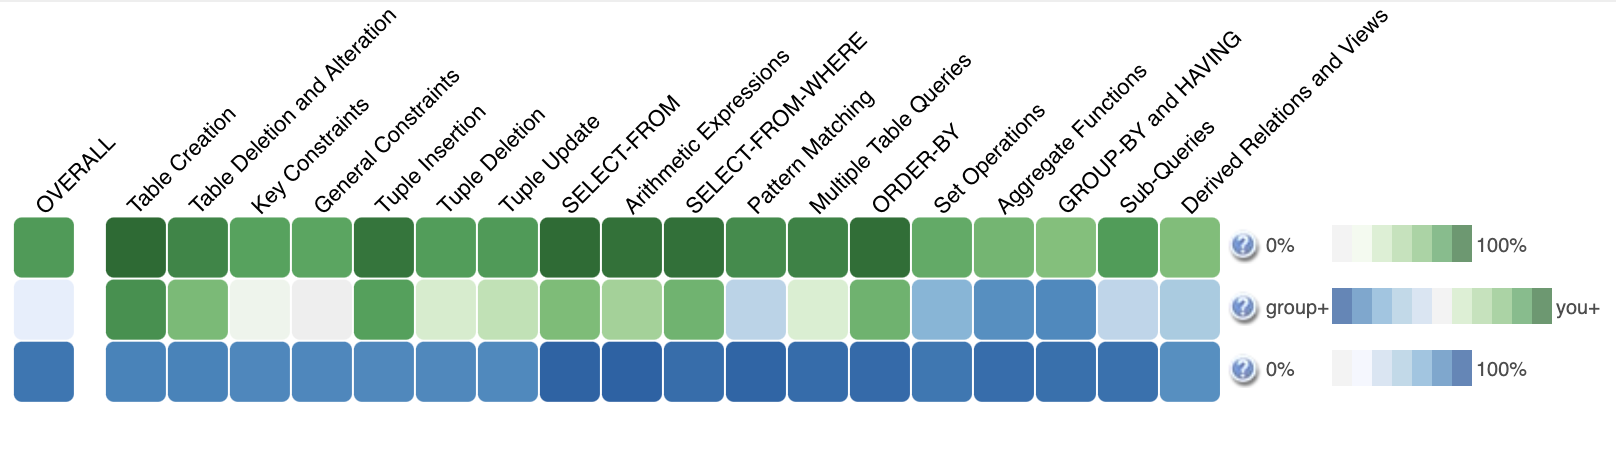 OVERALL
Table Creation
Table Deletion and Alteration
Key Constraints
General Constraints
Tuple Insertion
Tuple Deletion
Tuple Update
SELECT-FROM
Arithmetic Expressions
SELECT-FROM-WHERE
Pattern Matching
Multiple Table Queries
ORDER-BY
Set Operations
Aggregate Functions
GROUP-BY and HAVING
Sub-Queries
Derived Relations and Views
? 0% 100%
? group+ you+
? 0% 100%